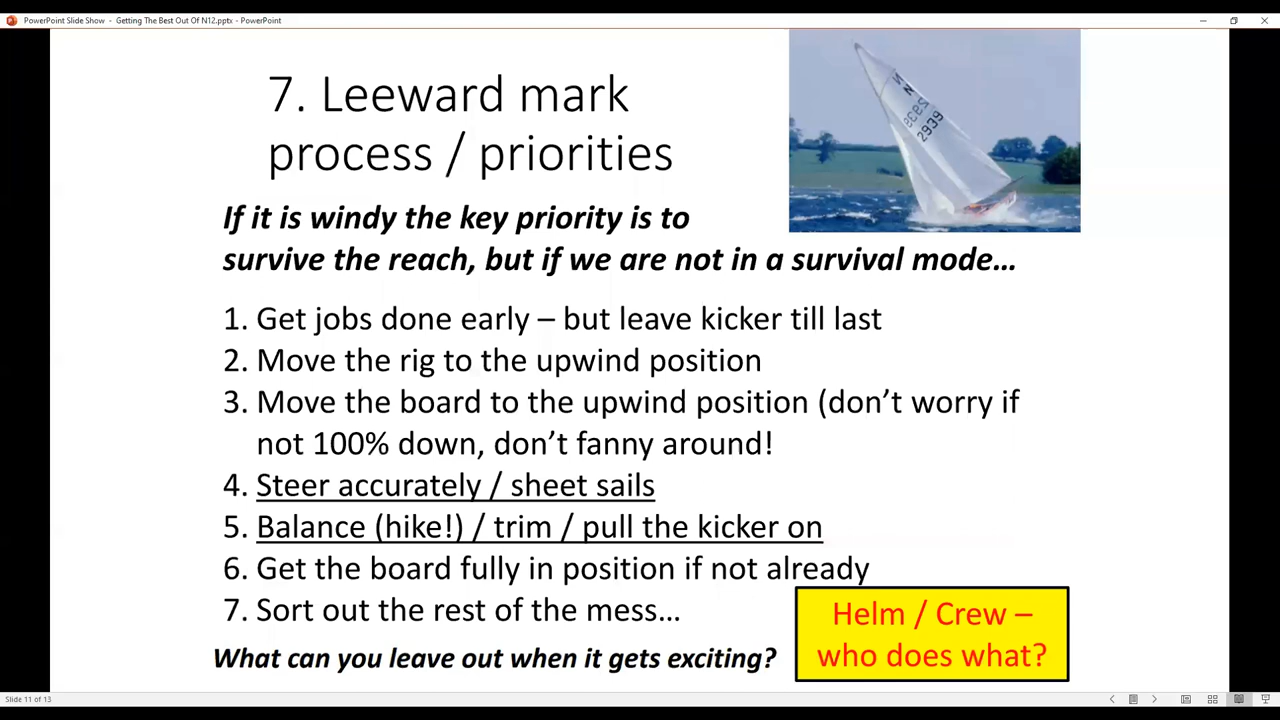 PowerPoint Slide Show - Getting The Best Out Of N12.pptx - PowerPoint
7. Leeward mark
process / priorities
N
N
2939
2939
If it is windy the key priority is to
survive the reach, but if we are not in a survival mode…
1. Get jobs done early – but leave kicker till last
2. Move the rig to the upwind position
3. Move the board to the upwind position (don’t worry if
not 100% down, don’t fanny around!
4. Steer accurately / sheet sails
5. Balance (hike!) / trim / pull the kicker on
6. Get the board fully in position if not already
7. Sort out the rest of the mess…
Helm / Crew –
who does what?
What can you leave out when it gets exciting?
Slide 11 of 13